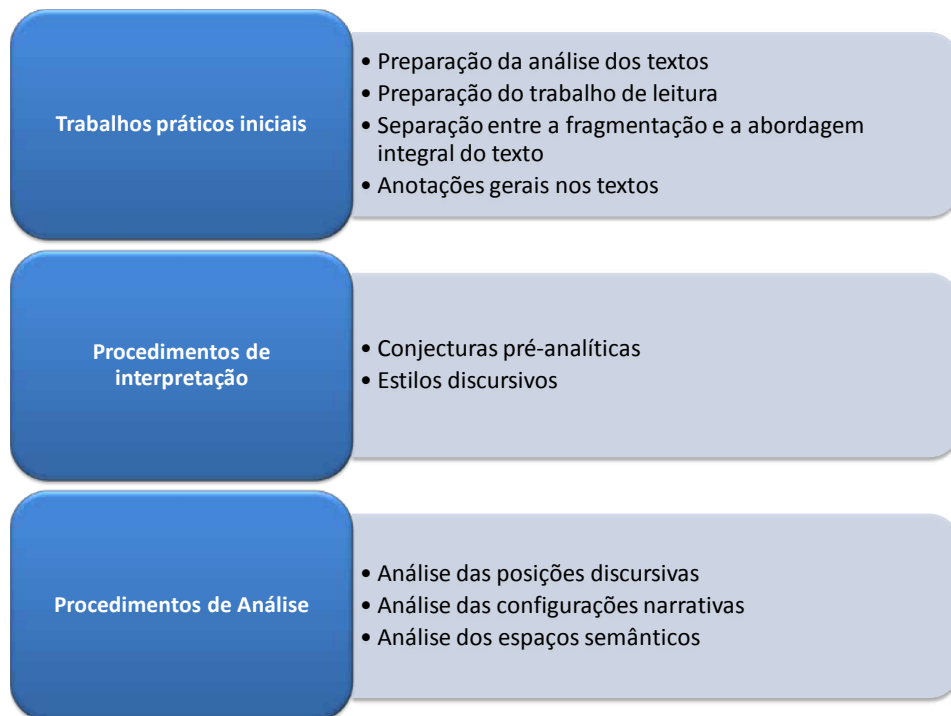 Trabalhos práticos iniciais
• Preparação da análise dos textos
• Preparação do trabalho de leitura
• Separação entre a fragmentação e a abordagem
integral do texto
• Anotações gerais nos textos
Procedimentos de
interpretação
• Conjecturas pré-analíticas
• Estilos discursivos
Procedimentos de Análise
• Análise das posições discursivas
• Análise das configurações narrativas
• Análise dos espaços semânticos